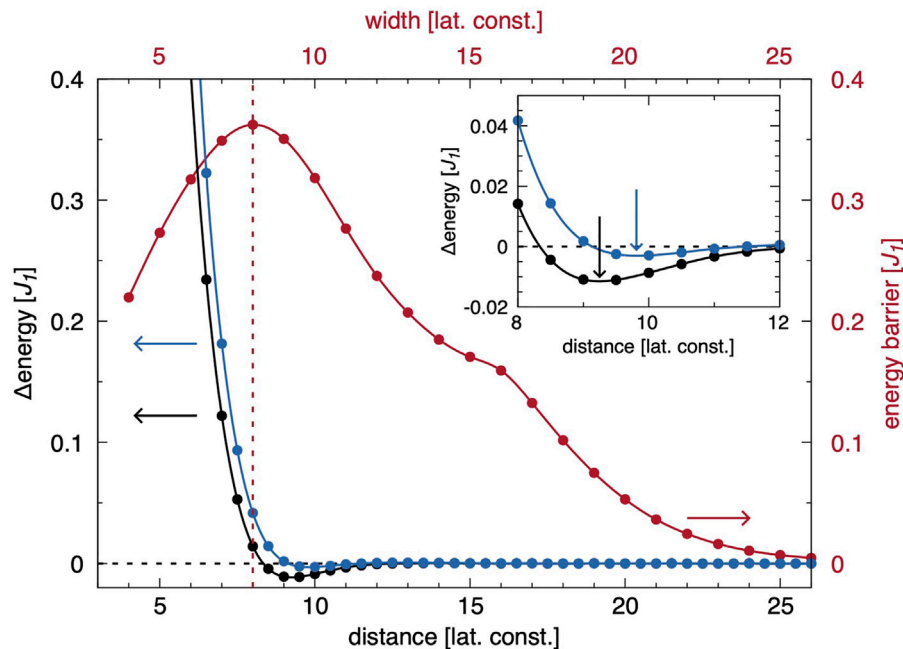 width [lat. const.]
5 10 15 20 25
0.4 0.4
0.3 0.3
0.2 0.2
0.1 0.1
0 0
Δenergy [J₁]
energy barrier [J₁]
5 10 15 20 25
distance [lat. const.]
0.04
0.02
0
-0.02
Δenergy [J₁]
8 10 12
distance [lat. const.]